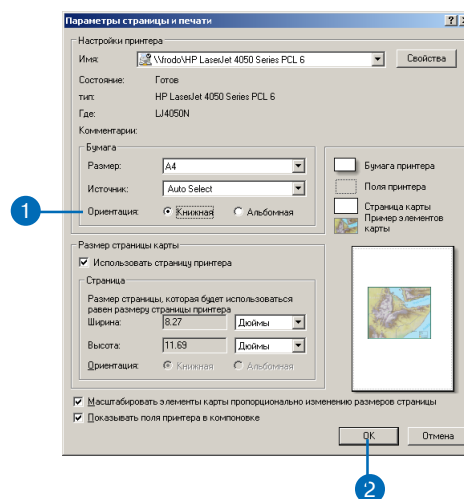 Параметры страницы и печати
Настройки принтера
Имя: \\frodo\HP LaserJet 4050 Series PCL 6 Свойства
Состояние: Готов
тип: HP LaserJet 4050 Series PCL 6
Где: LJ4050N
Комментарии:
Бумага
Размер: A4
Источник: Auto Select
1 Ориентация: Книжная Альбомная
Бумага принтера
Поля принтера
Страница карты
Пример элементов
карты
Размер страницы карты
Использовать страницу принтера
Страница
Размер страницы, которая будет использоваться
равен размеру страницы принтера
Ширина: 8.27 Дюймы
Высота: 11.69 Дюймы
Ориентация: Книжная Альбомная
Масштабировать элементы карты пропорционально изменению размеров страницы
Показывать поля принтера в компоновке
OK Отмена
2